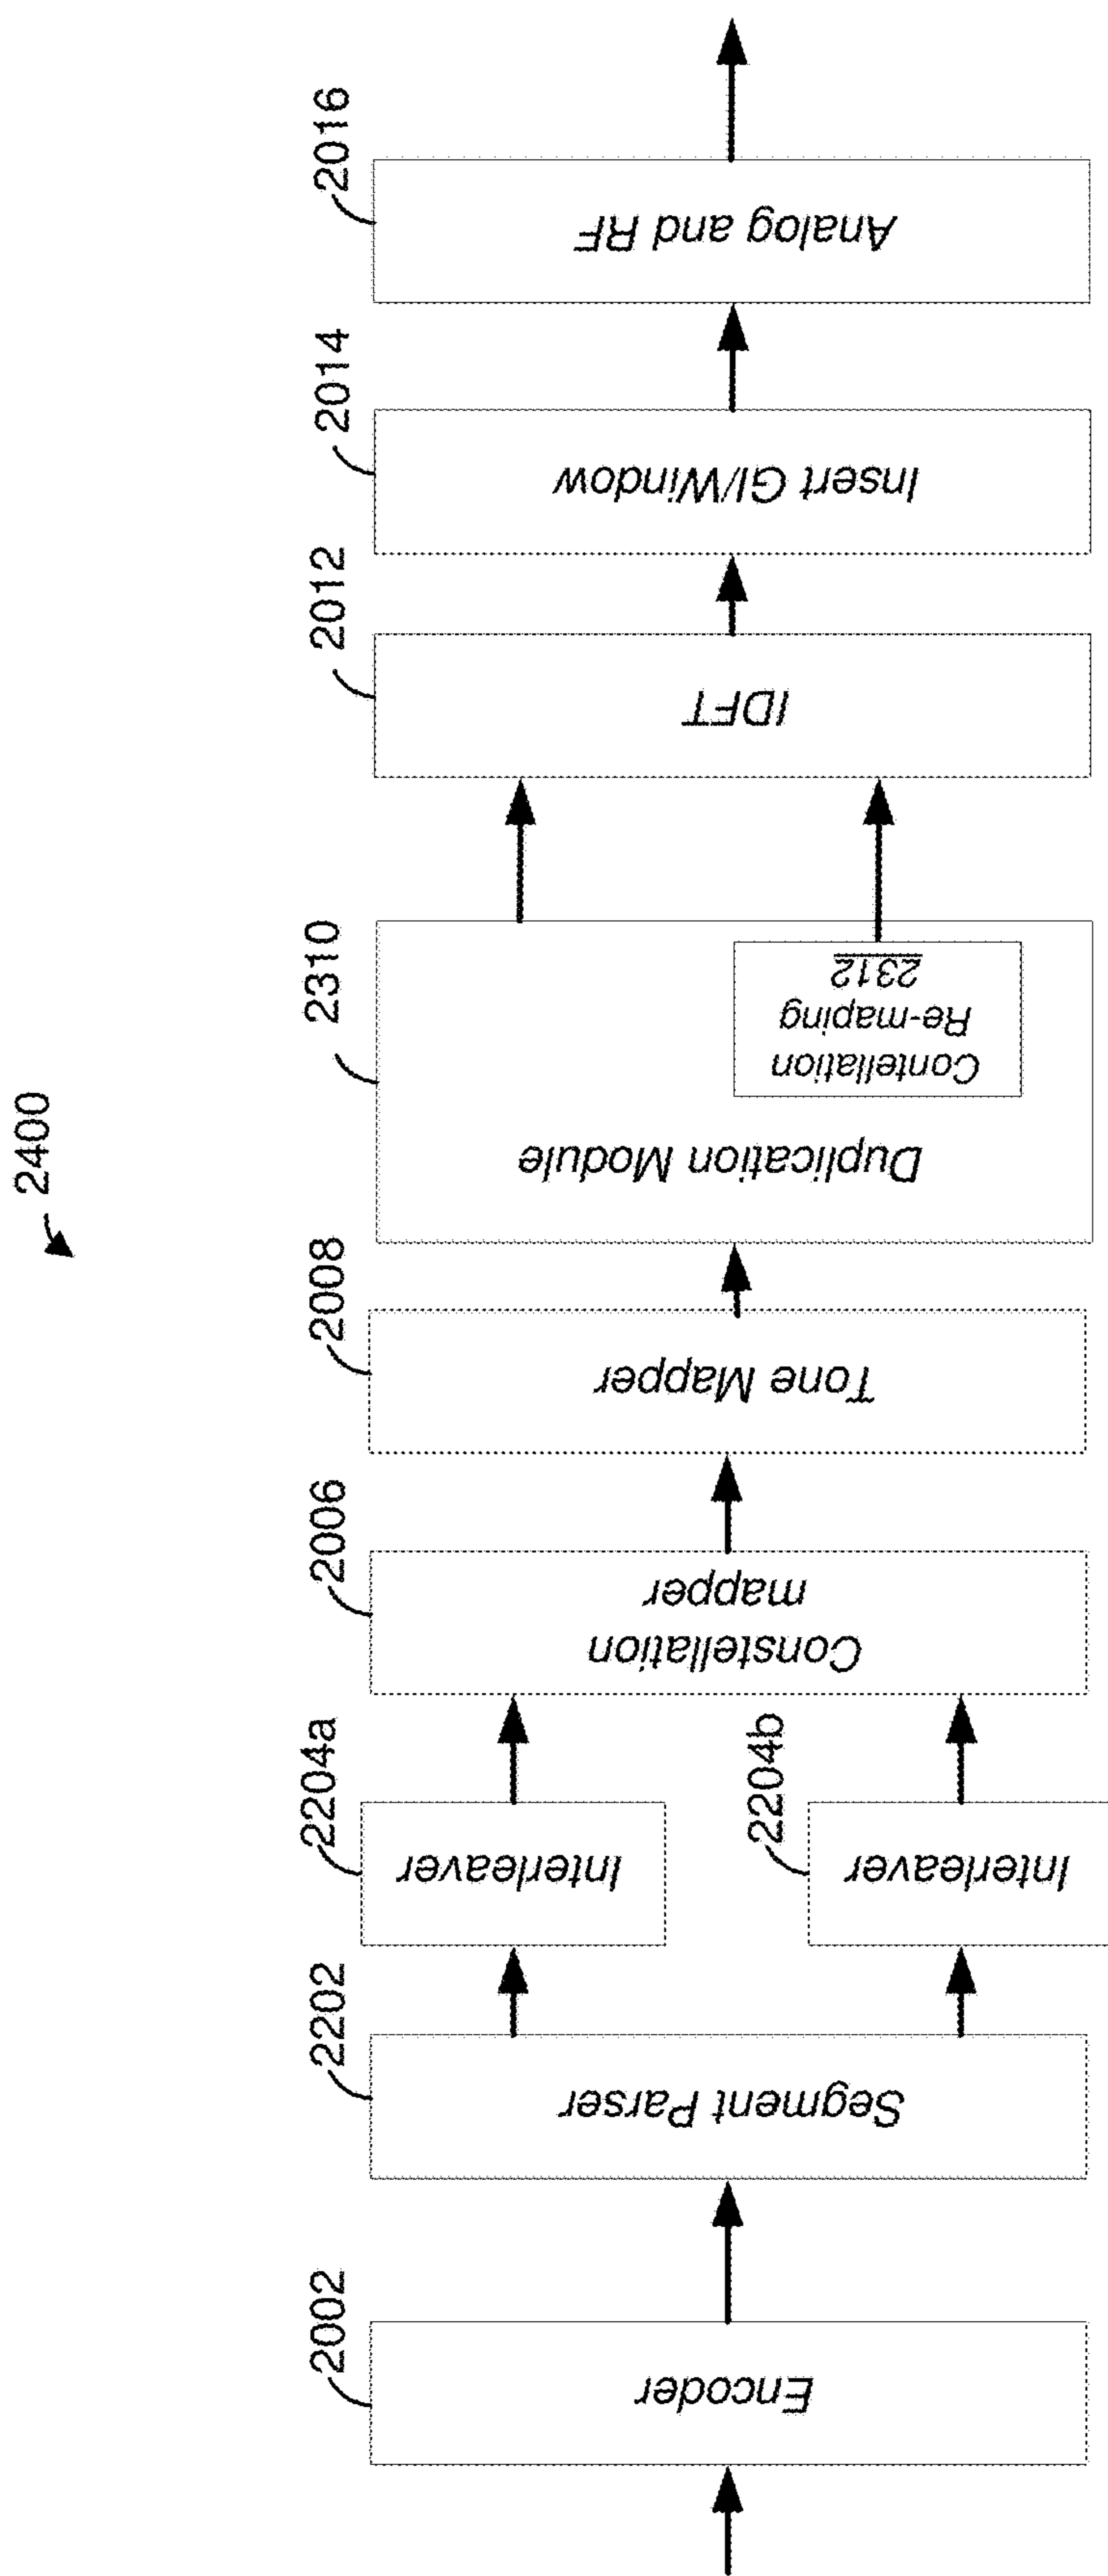 2400
2002
Encoder
2202
Segment Parser
2204a
Interleaver
2204b
Interleaver
2006
Constellation
mapper
2008
Tone Mapper
2310
Duplication Module
Contellation
Re-maping
2312
2012
IDFT
2014
Insert GI/Window
2016
Analog and RF